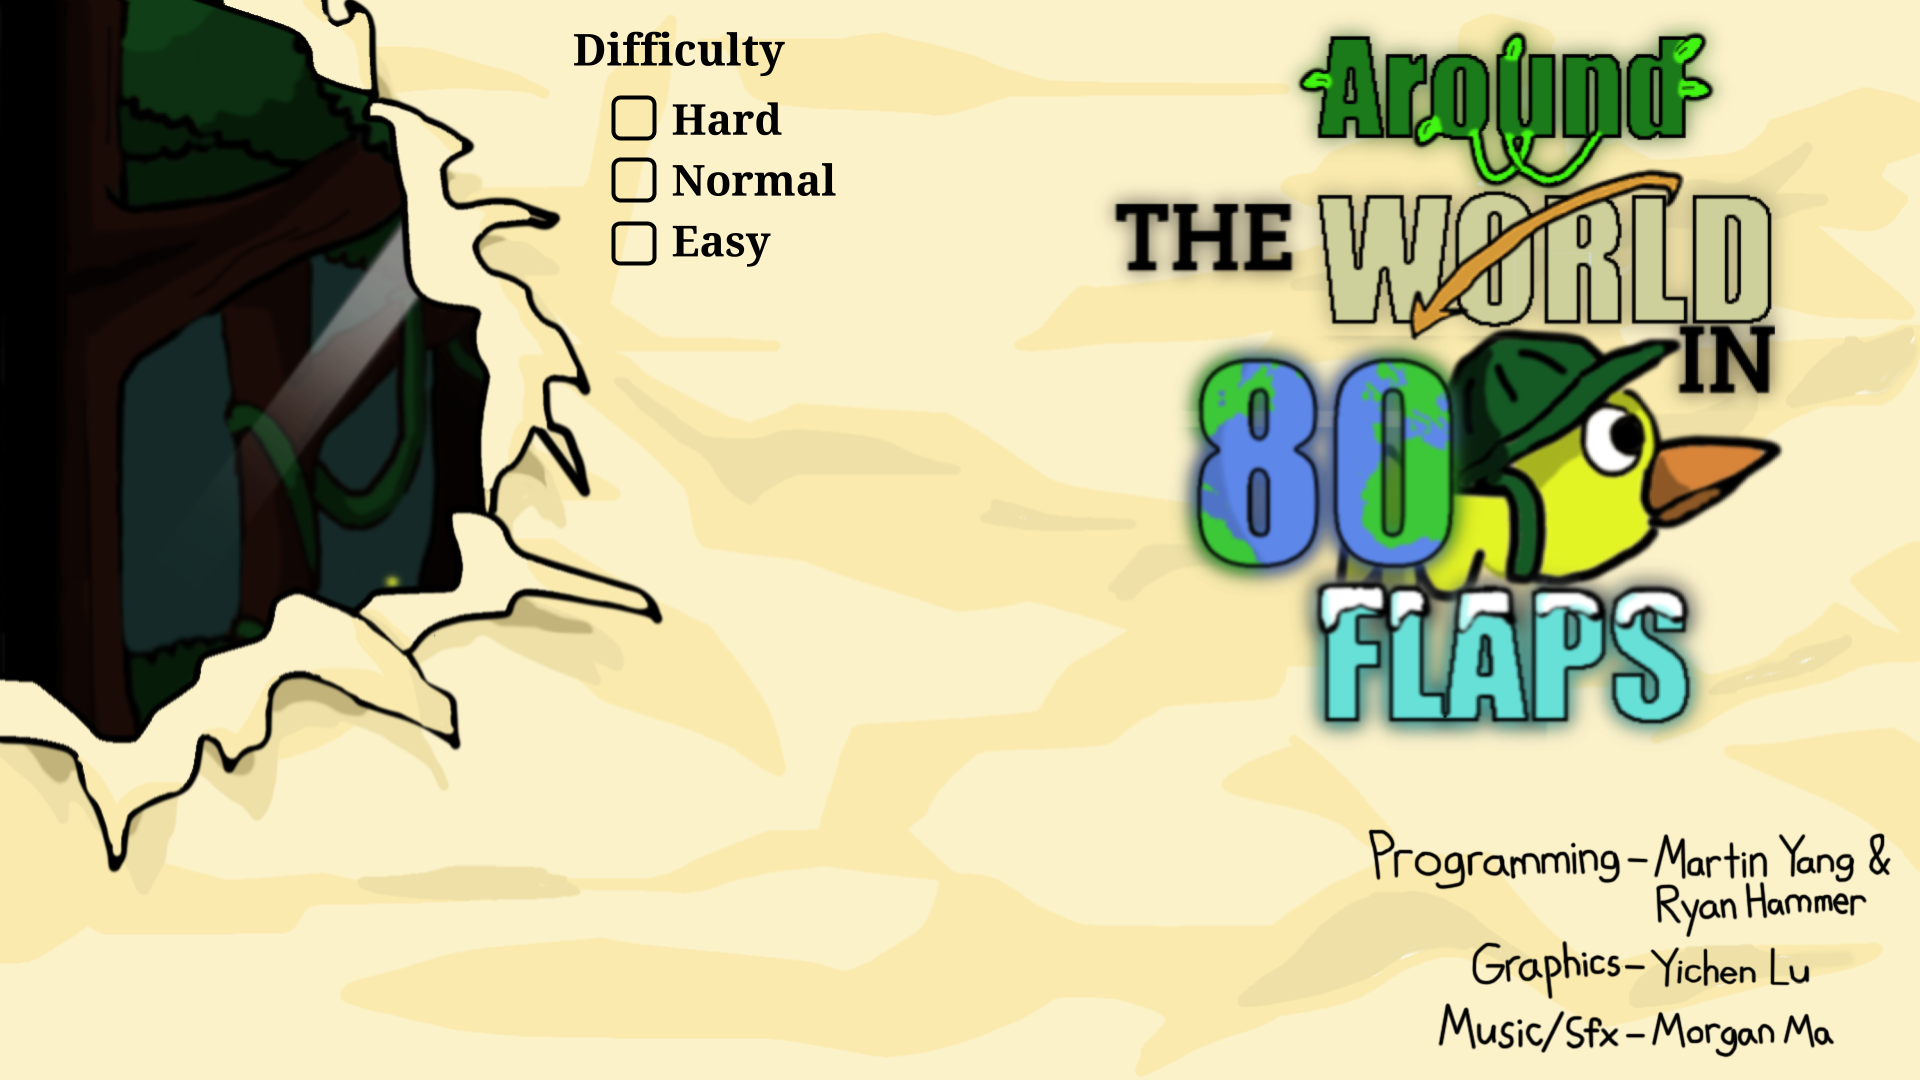 Difficulty
Hard
Normal
Easy
Around
THE WORLD
IN
80
FLAPS
Programming - Martin Yang &
Ryan Hammer
Graphics - Yichen Lu
Music/Sfx - Morgan Ma